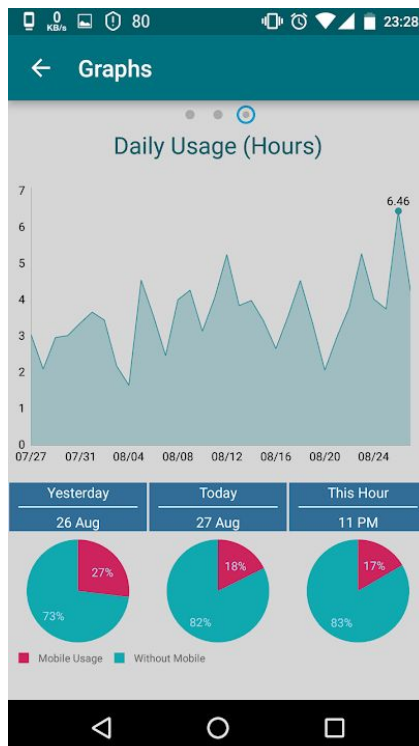 0 KB/s 80 23:28
Graphs
Daily Usage (Hours)
7
6.46
6
5
4
3
2
1
0
07/27 07/31 08/04 08/08 08/12 08/16 08/20 08/24
Yesterday Today This Hour
26 Aug 27 Aug 11 PM
27% 18% 17%
73% 82% 83%
Mobile Usage Without Mobile